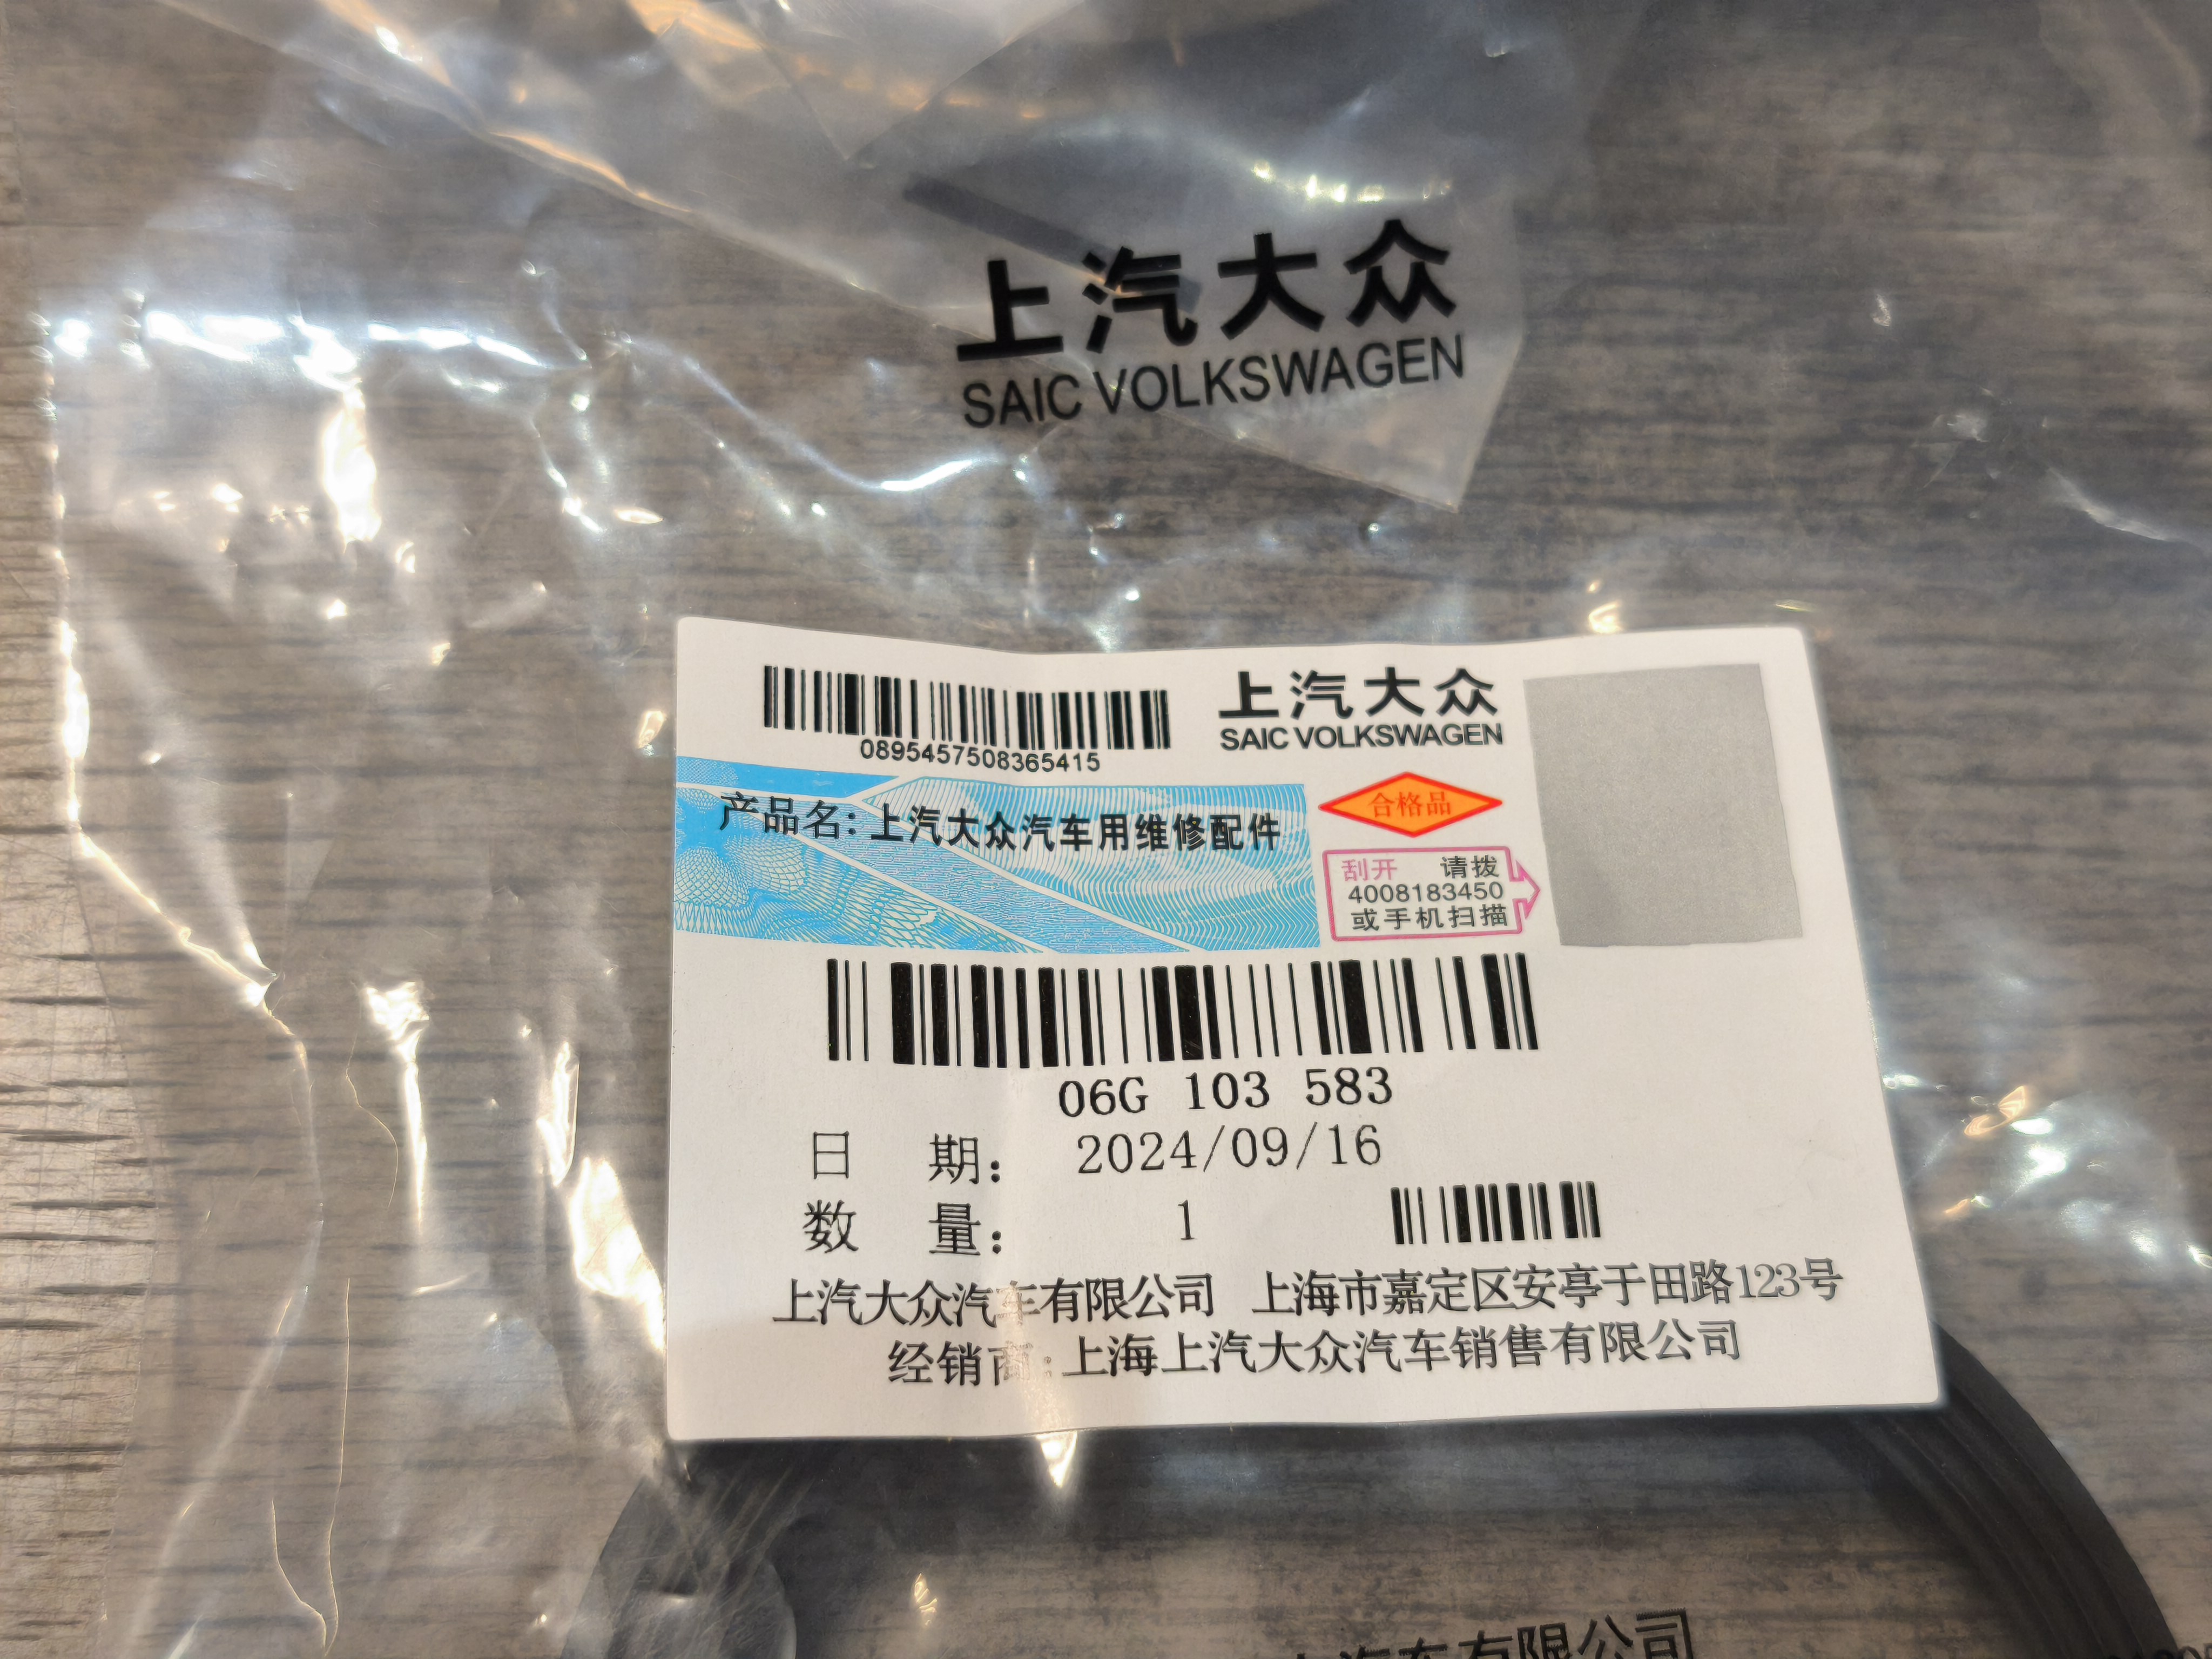 上汽大众
SAIC VOLKSWAGEN
0895457508365415
上汽大众
SAIC VOLKSWAGEN
产品名：上汽大众汽车用维修配件
合格品
刮开 请拨
4008183450
或手机扫描
06G 103 583
日 期： 2024/09/16
数 量： 1
上汽大众汽车有限公司 上海市嘉定区安亭于田路123号
经销商：上海上汽大众汽车销售有限公司
汽车有限公司